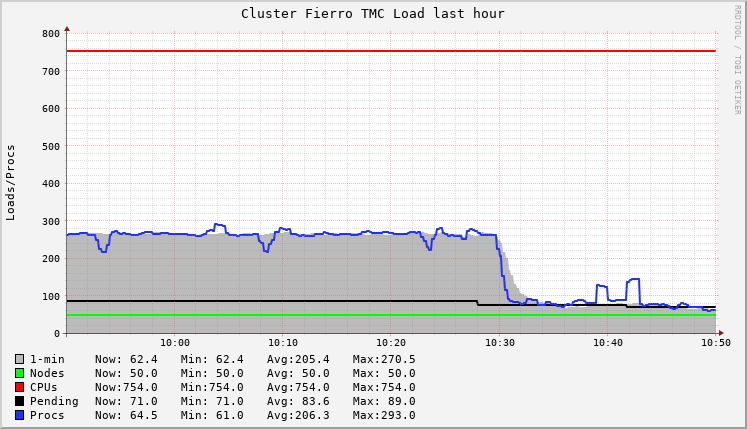 Cluster Fierro TMC Load last hour
RRDTOOL / TOBI OETIKER
Loads/Procs
800
700
600
500
400
300
200
100
0
10:00 10:10 10:20 10:30 10:40 10:50
1-min Now: 62.4 Min: 62.4 Avg:205.4 Max:270.5
Nodes Now: 50.0 Min: 50.0 Avg: 50.0 Max: 50.0
CPUs Now:754.0 Min:754.0 Avg:754.0 Max:754.0
Pending Now: 71.0 Min: 71.0 Avg: 83.6 Max: 89.0
Procs Now: 64.5 Min: 61.0 Avg:206.3 Max:293.0